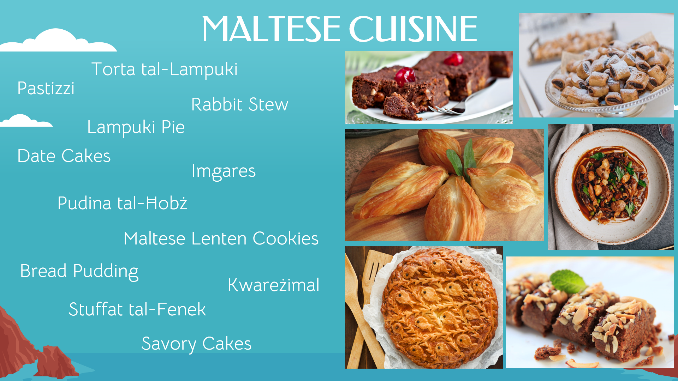 MALTESE CUISINE
Torta tal-Lampuki
Pastizzi
Rabbit Stew
Lampuki Pie
Date Cakes
Imgares
Pudina tal-Ħobż
Maltese Lenten Cookies
Bread Pudding
Kwareżimal
Stuffat tal-Fenek
Savory Cakes